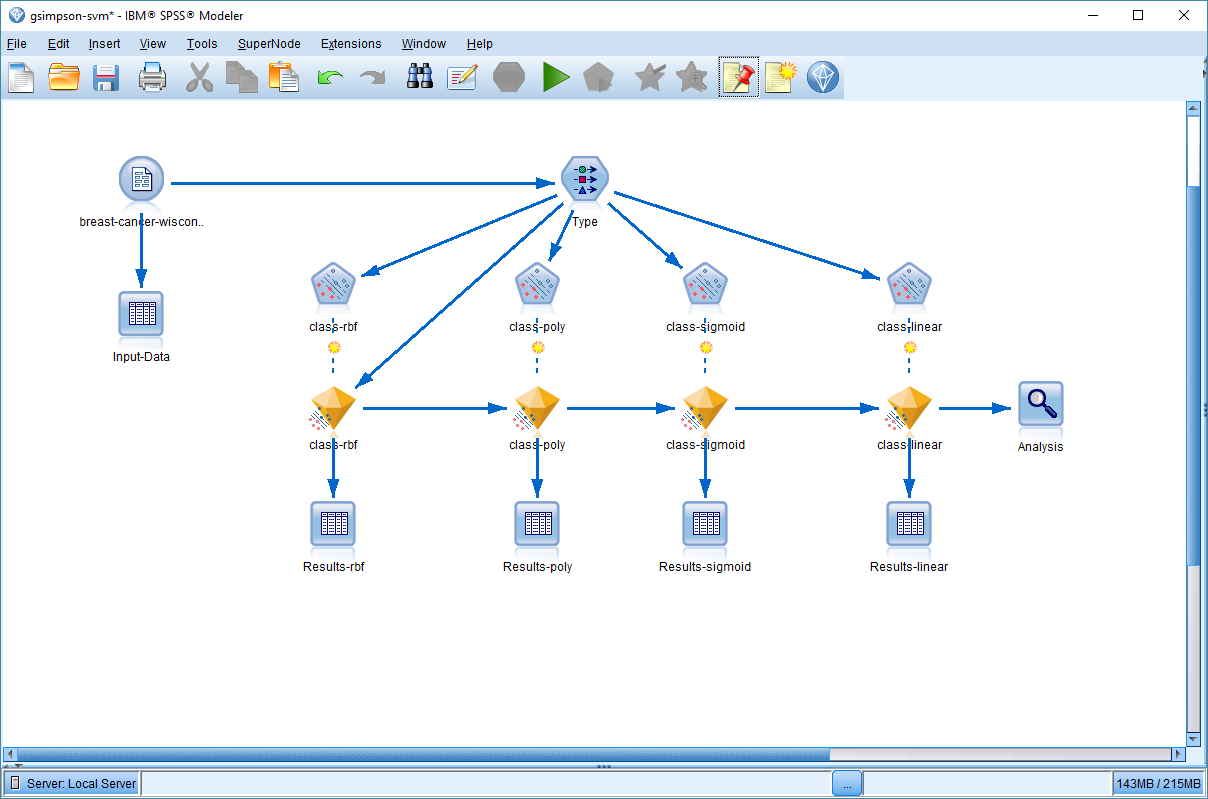 gsimpson-svm* - IBM® SPSS® Modeler
File Edit Insert View Tools SuperNode Extensions Window Help
breast-cancer-wiscon..
Type
Input-Data
class-rbf
class-poly
class-sigmoid
class-linear
class-rbf
class-poly
class-sigmoid
class-linear
Analysis
Results-rbf
Results-poly
Results-sigmoid
Results-linear
Server: Local Server
...
143MB / 215MB